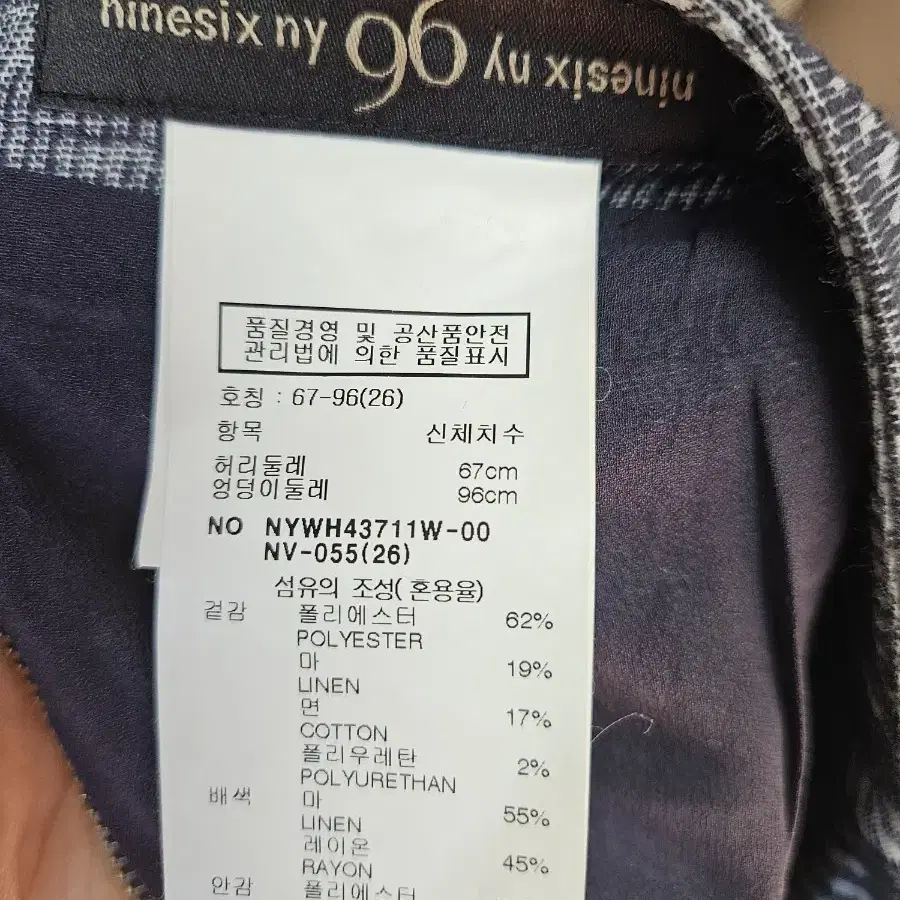 ninesix ny 96 ninesix ny
품질경영 및 공산품안전
관리법에 의한 품질표시
호칭 : 67-96(26)
항목 신체치수
허리둘레 67cm
엉덩이둘레 96cm
NO NYWH43711W-00
NV-055(26)
섬유의 조성( 혼용율)
겉감 폴리에스터 62%
POLYESTER
마 19%
LINEN
면 17%
COTTON
폴리우레탄 2%
POLYURETHAN
배색 마 55%
LINEN
레이온 45%
RAYON
안감 폴리에스터